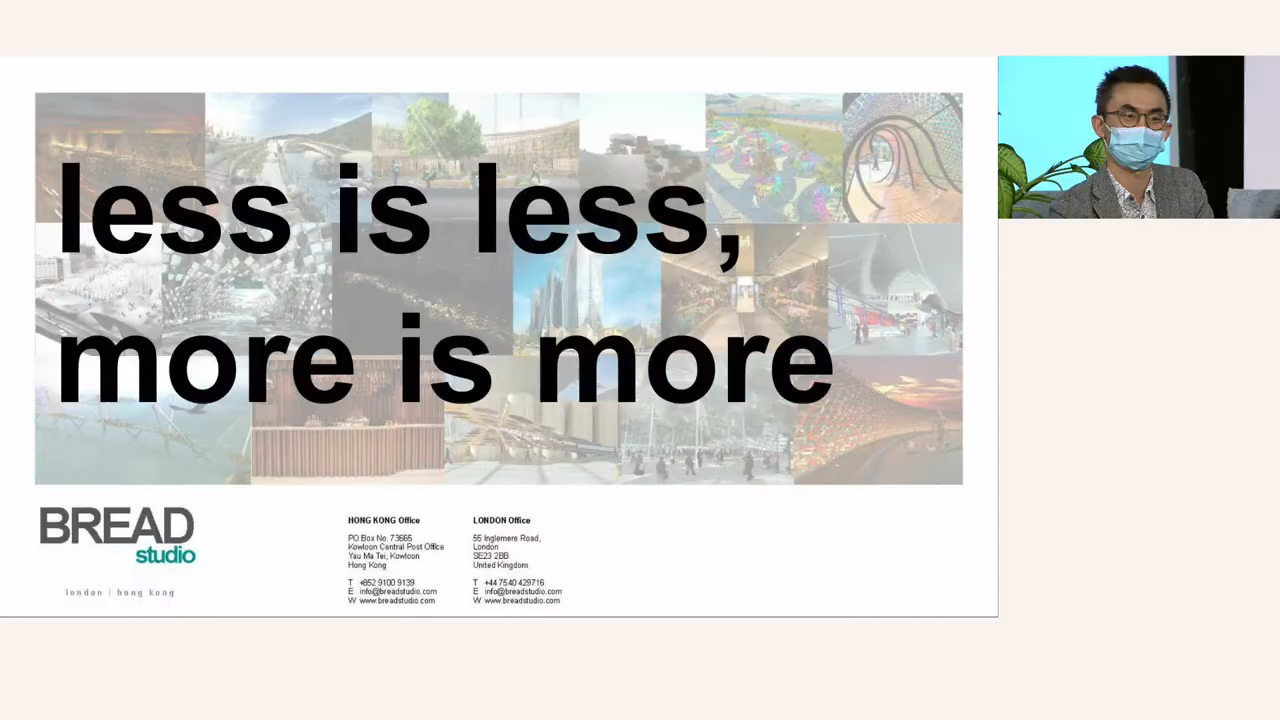 less is less,
more is more
BREAD
studio
london | hong kong
HONG KONG Office
PO Box No. 73665
Kowloon Central Post Office
Yau Ma Tei, Kowloon
Hong Kong
T +852 9100 9139
E info@breadstudio.com
W www.breadstudio.com
LONDON Office
55 Inglemere Road,
London
SE23 2BB
United Kingdom
T +44 7540 429716
E info@breadstudio.com
W www.breadstudio.com